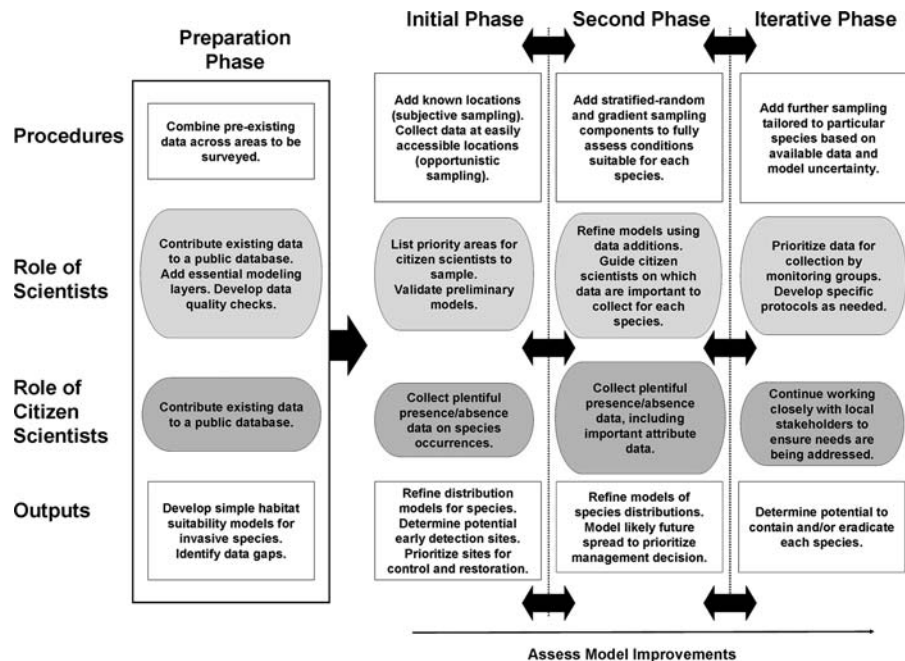 Preparation
Phase
Initial Phase
Second Phase
Iterative Phase
Procedures
Combine pre-existing
data across areas to be
surveyed.
Add known locations
(subjective sampling).
Collect data at easily
accessible locations
(opportunistic
sampling).
Add stratified-random
and gradient sampling
components to fully
assess conditions
suitable for each
species.
Add further sampling
tailored to particular
species based on
available data and
model uncertainty.
Role of
Scientists
Contribute existing data
to a public database.
Add essential modeling
layers. Develop data
quality checks.
List priority areas for
citizen scientists to
sample.
Validate preliminary
models.
Refine models using
data additions.
Guide citizen
scientists on which
data are important to
collect for each
species.
Prioritize data for
collection by
monitoring groups.
Develop specific
protocols as needed.
Role of
Citizen
Scientists
Contribute existing data
to a public database.
Collect plentiful
presence/absence
data on species
occurrences.
Collect plentiful
presence/absence
data, including
important attribute
data.
Continue working
closely with local
stakeholders to
ensure needs are
being addressed.
Outputs
Develop simple habitat
suitability models for
invasive species.
Identify data gaps.
Refine distribution
models for species.
Determine potential
early detection sites.
Prioritize sites for
control and restoration.
Refine models of
species distributions.
Model likely future
spread to prioritize
management decision.
Determine potential to
contain and/or eradicate
each species.
Assess Model Improvements